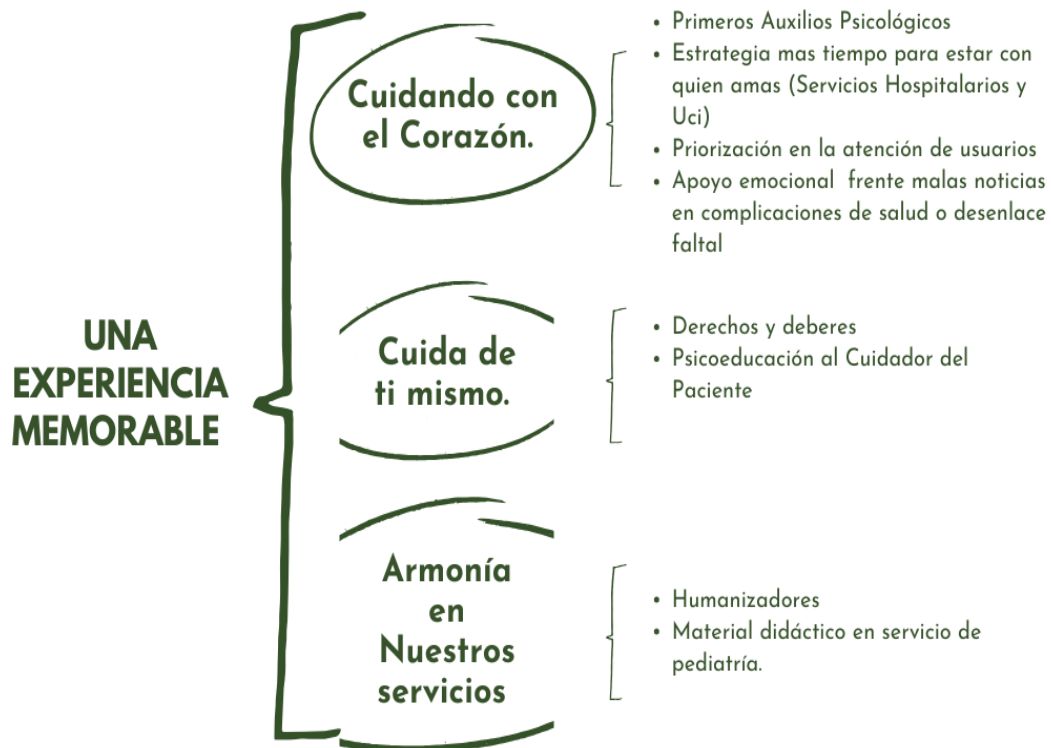 UNA
EXPERIENCIA
MEMORABLE
Cuidando con
el Corazón.
• Primeros Auxilios Psicológicos
• Estrategia mas tiempo para estar con
quien amas (Servicios Hospitalarios y
Uci)
• Priorización en la atención de usuarios
• Apoyo emocional frente malas noticias
en complicaciones de salud o desenlace
faltal
Cuida de
ti mismo.
• Derechos y deberes
• Psicoeducación al Cuidador del
Paciente
Armonía
en
Nuestros
servicios
• Humanizadores
• Material didáctico en servicio de
pediatría.